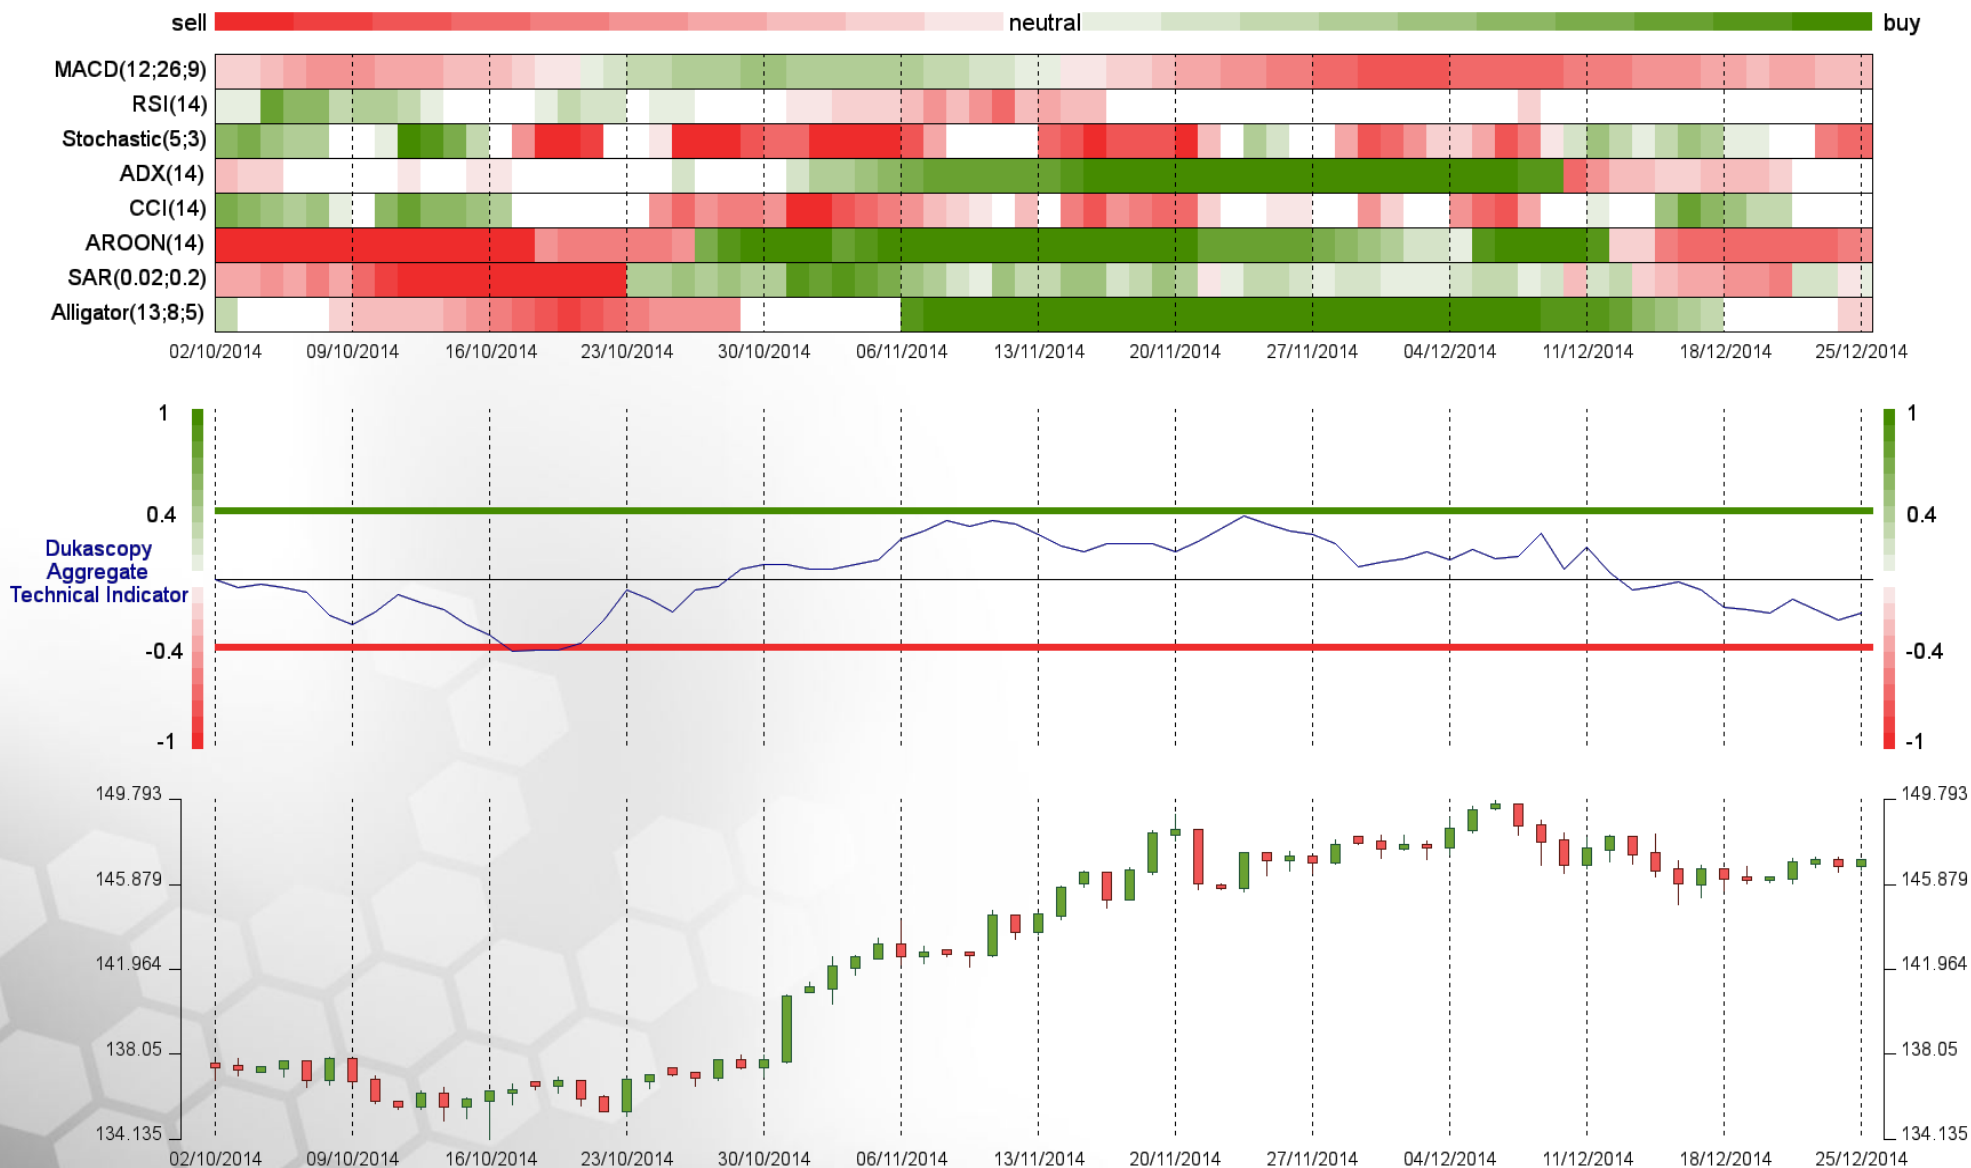 sell neutral buy
MACD(12;26;9)
RSI(14)
Stochastic(5;3)
ADX(14)
CCI(14)
AROON(14)
SAR(0.02;0.2)
Alligator(13;8;5)
02/10/2014 09/10/2014 16/10/2014 23/10/2014 30/10/2014 06/11/2014 13/11/2014 20/11/2014 27/11/2014 04/12/2014 11/12/2014 18/12/2014 25/12/2014
1 1
0.4 0.4
Dukascopy
Aggregate
Technical Indicator
-0.4 -0.4
-1 -1
149.793 149.793
145.879 145.879
141.964 141.964
138.05 138.05
134.135 134.135
02/10/2014 09/10/2014 16/10/2014 23/10/2014 30/10/2014 06/11/2014 13/11/2014 20/11/2014 27/11/2014 04/12/2014 11/12/2014 18/12/2014 25/12/2014